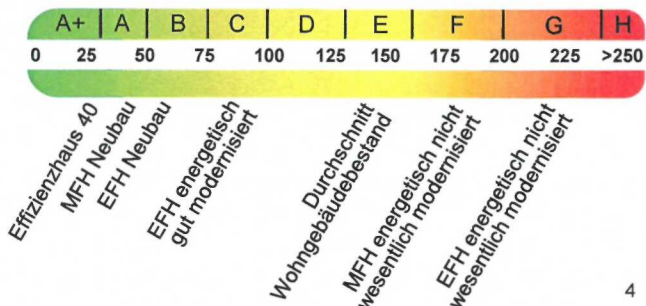 A+ A B C D E F G H
0 25 50 75 100 125 150 175 200 225 >250
Effizienzhaus 40
MFH Neubau
EFH Neubau
EFH energetisch
gut modernisiert
Durchschnitt
Wohngebäudebestand
MFH energetisch nicht
wesentlich modernisiert
EFH energetisch nicht
wesentlich modernisiert
4